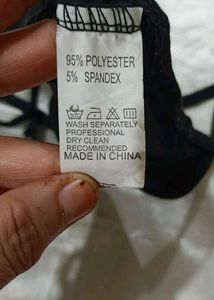 95% POLYESTER
5% SPANDEX
WASH SEPARATELY
PROFESSIONAL
DRY CLEAN
RECOMMENDED
MADE IN CHINA